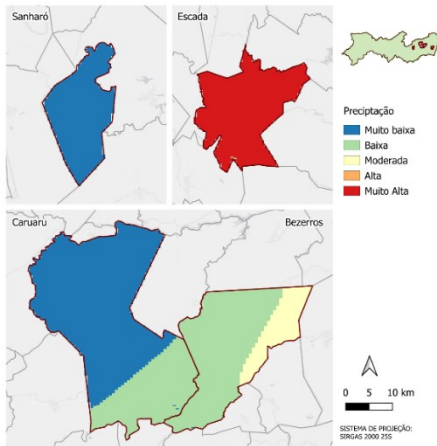 Sanharó
Escada
Preciptação
Muito baixa
Baixa
Moderada
Alta
Muito Alta
Caruaru
Bezerros
0 5 10 km
SISTEMA DE PROJEÇÃO:
SIRGAS 2000 25S